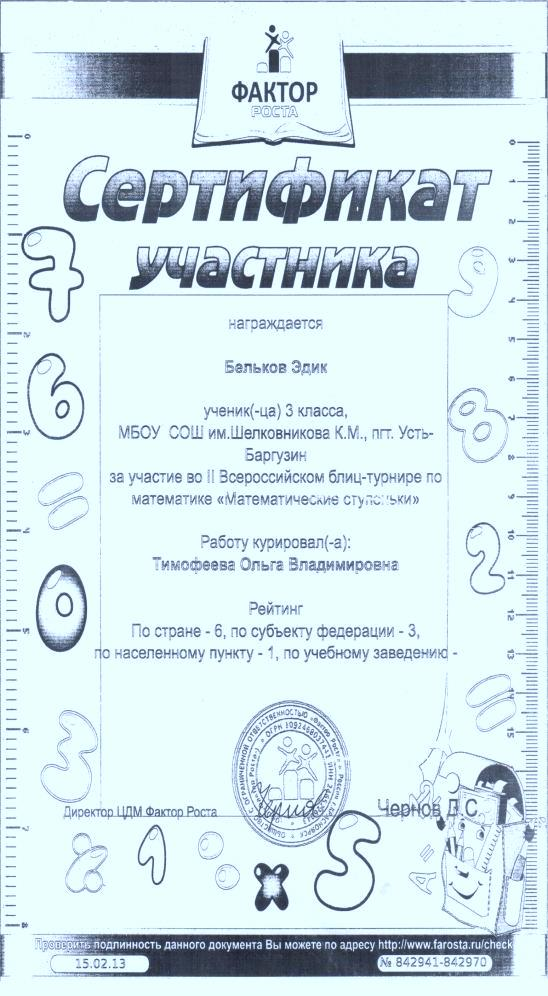 ФАКТОР
РОСТА
Сертификат
участника
награждается
Бельков Эдик
ученик(-ца) 3 класса,
МБОУ СОШ им.Шелковникова К.М., пгт. Усть-
Баргузин
за участие во II Всероссийском блиц-турнире по
математике «Математические ступеньки»
Работу курировал(-а):
Тимофеева Ольга Владимировна
Рейтинг
По стране - 6, по субъекту федерации - 3,
по населенному пункту - 1, по учебному заведению -
Директор ЦДМ Фактор Роста
Чернов Д.С.
Проверить подлинность данного документа Вы можете по адресу http://www.farosta.ru/check
15.02.13
№ 842941-842970